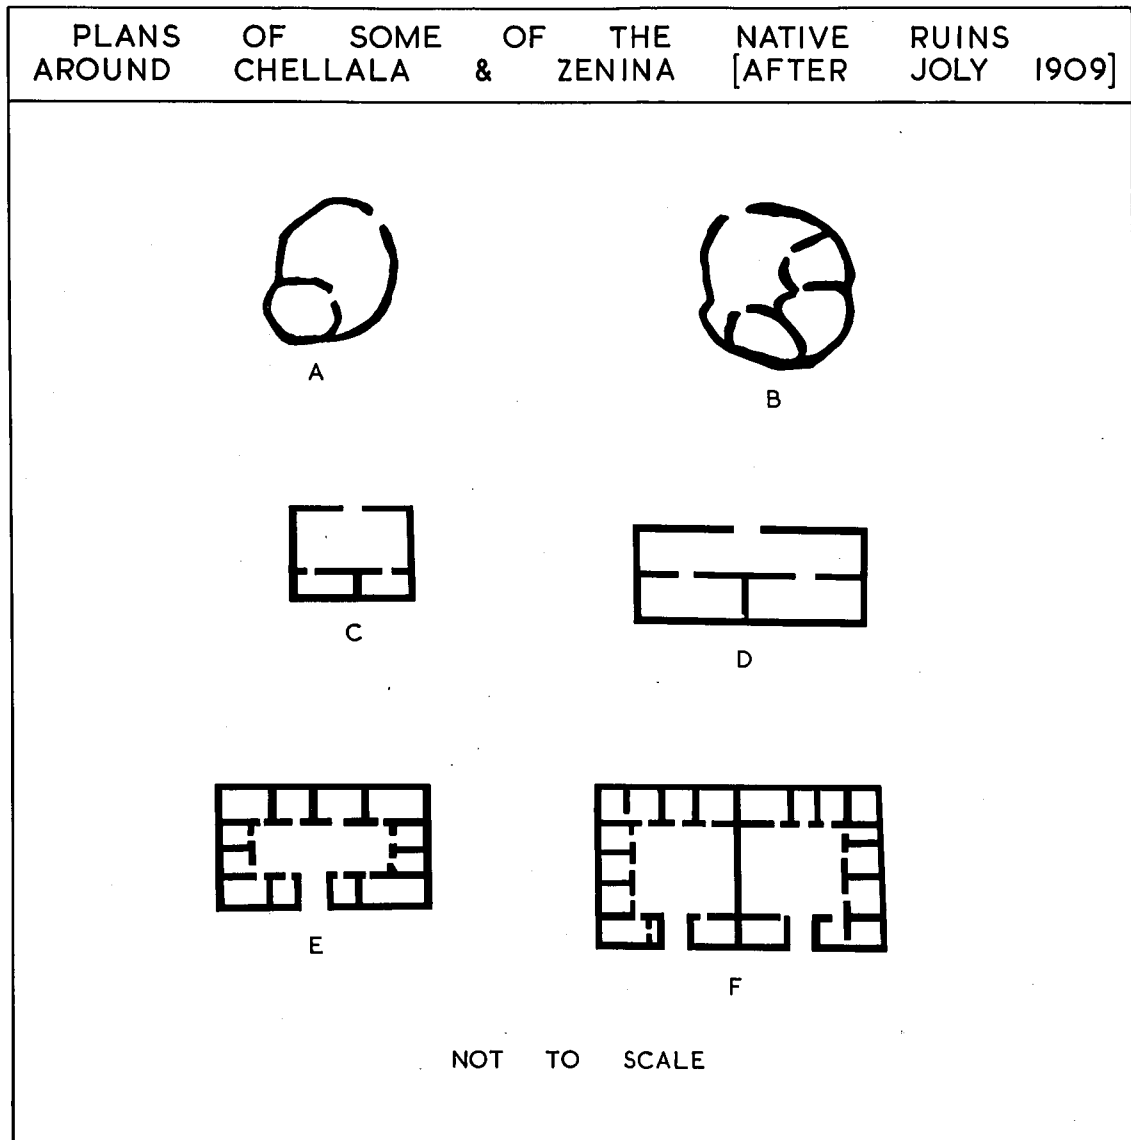 PLANS OF SOME OF THE NATIVE RUINS
AROUND CHELLALA & ZENINA [AFTER JOLY 1909]
A
B
C
D
E
F
NOT TO SCALE